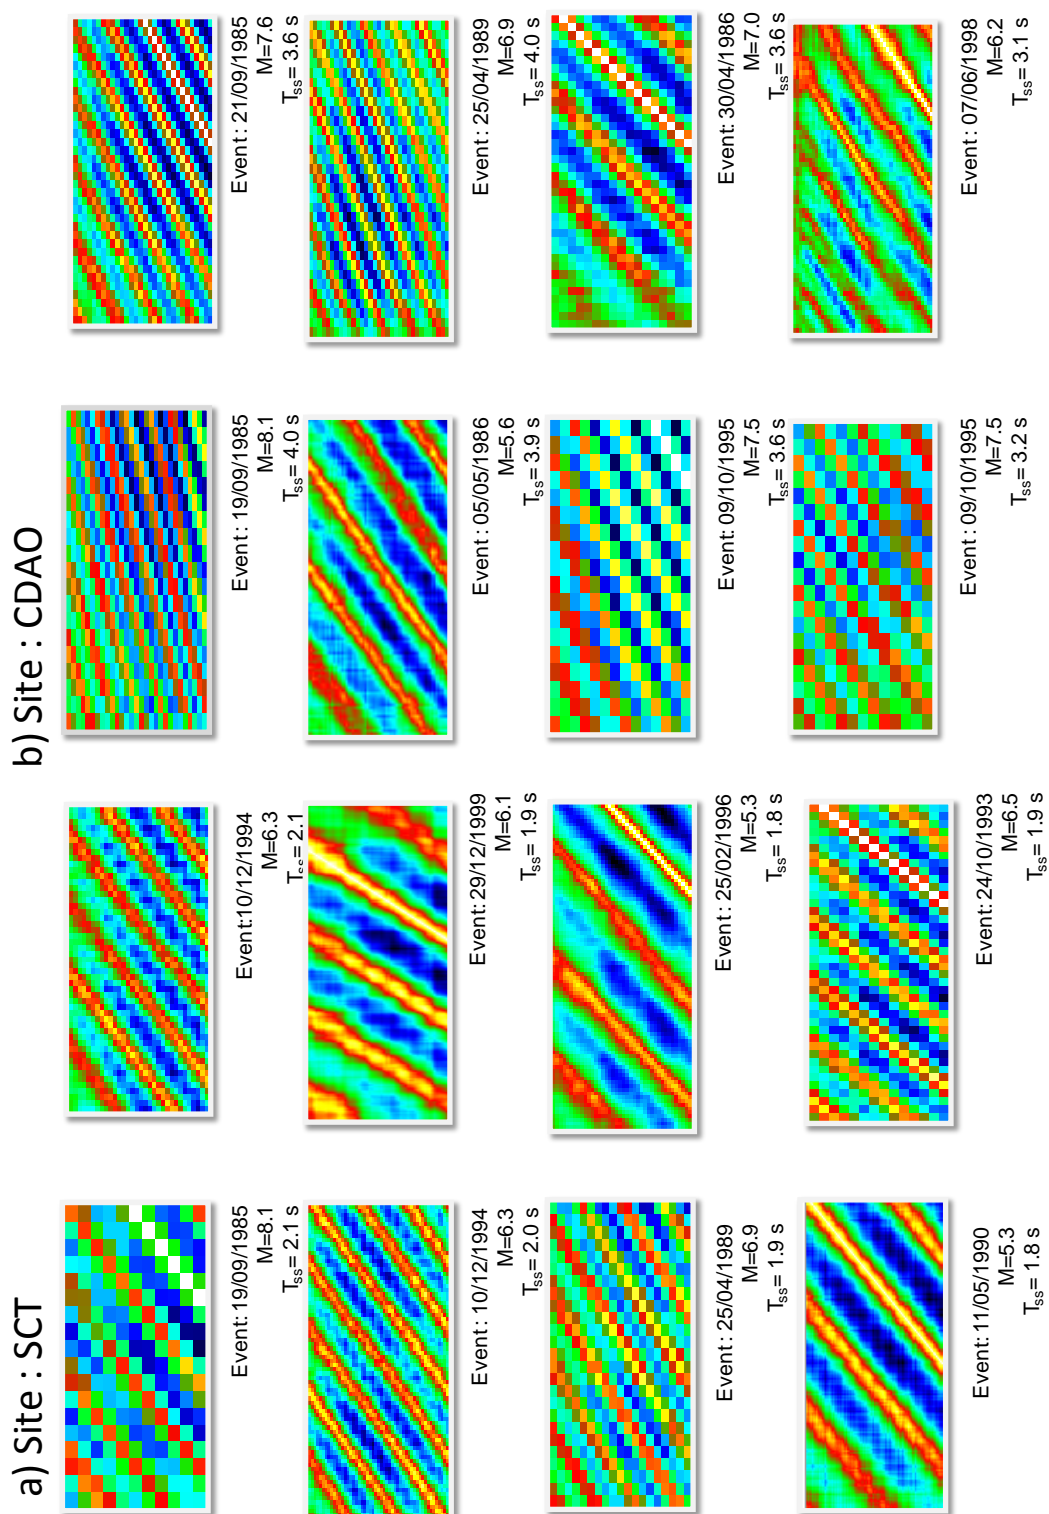 a) Site : SCT
Event:19/09/1985
M=8.1
Tss= 2.1 s
Event:10/12/1994
M=6.3
Tss= 2.1
Event: 10/12/1994
M=6.3
Tss= 2.0 s
Event: 29/12/1999
M=6.1
Tss= 1.9 s
Event: 25/04/1989
M=6.9
Tss= 1.9 s
Event: 25/02/1996
M=5.3
Tss= 1.8 s
Event: 11/05/1990
M=5.3
Tss= 1.8 s
Event: 24/10/1993
M=6.5
Tss= 1.9 s
b) Site : CDAO
Event: 19/09/1985
M=8.1
Tss= 4.0 s
Event: 21/09/1985
M=7.6
Tss= 3.6 s
Event: 05/05/1986
M=5.6
Tss= 3.9 s
Event: 25/04/1989
M=6.9
Tss= 4.0 s
Event: 09/10/1995
M=7.5
Tss= 3.6 s
Event: 30/04/1986
M=7.0
Tss= 3.6 s
Event: 09/10/1995
M=7.5
Tss= 3.2 s
Event: 07/06/1998
M=6.2
Tss= 3.1 s